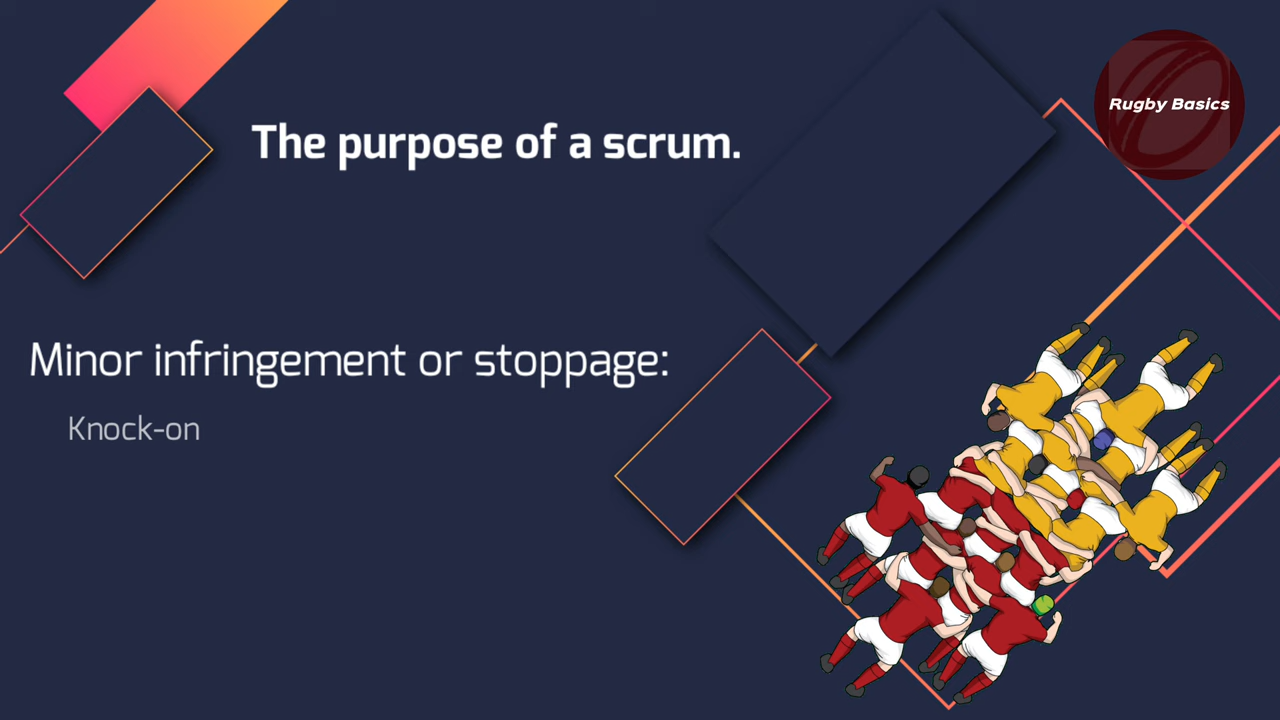 Rugby Basics
The purpose of a scrum.
Minor infringement or stoppage:
Knock-on